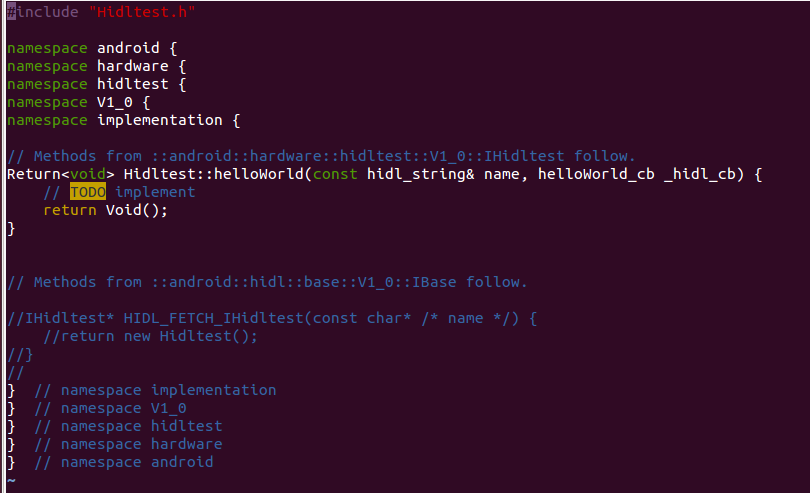 #include "Hidltest.h"

namespace android {
namespace hardware {
namespace hidltest {
namespace V1_0 {
namespace implementation {

// Methods from ::android::hardware::hidltest::V1_0::IHidltest follow.
Return<void> Hidltest::helloWorld(const hidl_string& name, helloWorld_cb _hidl_cb) {
    // TODO implement
    return Void();
}


// Methods from ::android::hidl::base::V1_0::IBase follow.

//IHidltest* HIDL_FETCH_IHidltest(const char* /* name */) {
    //return new Hidltest();
//}
//
}  // namespace implementation
}  // namespace V1_0
}  // namespace hidltest
}  // namespace hardware
}  // namespace android
~